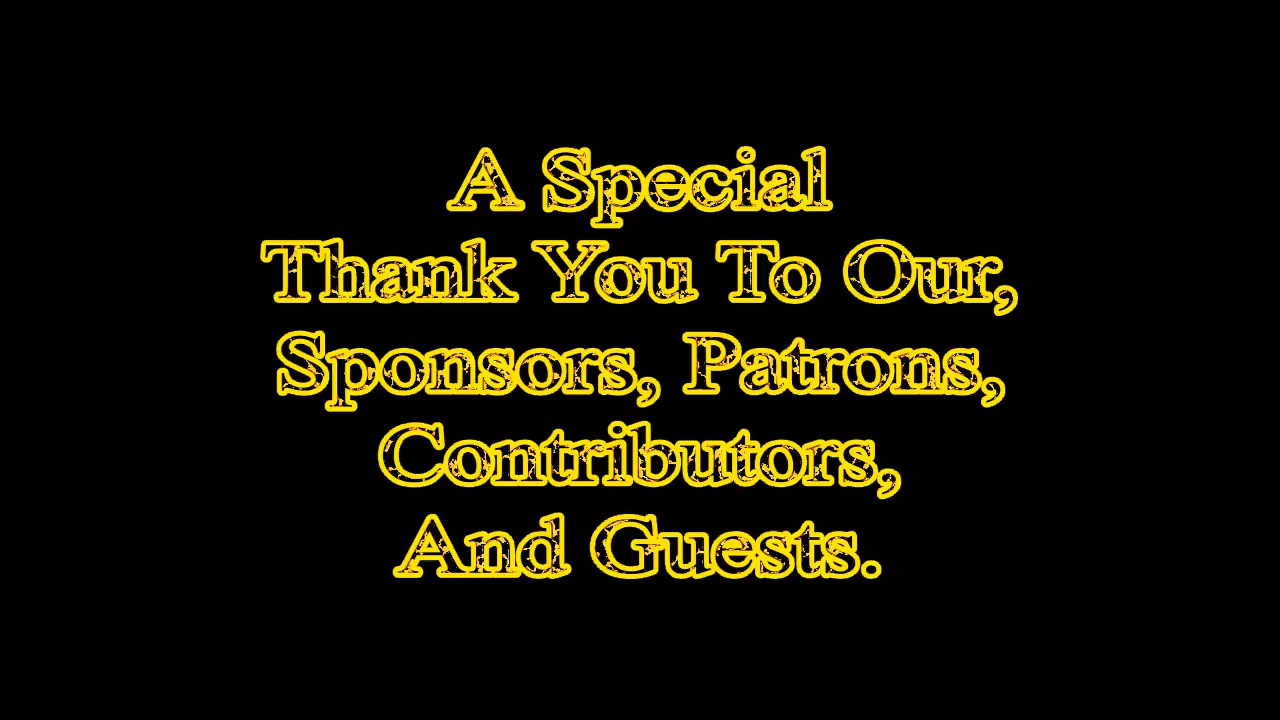 A Special
Thank You To Our,
Sponsors, Patrons,
Contributors,
And Guests.